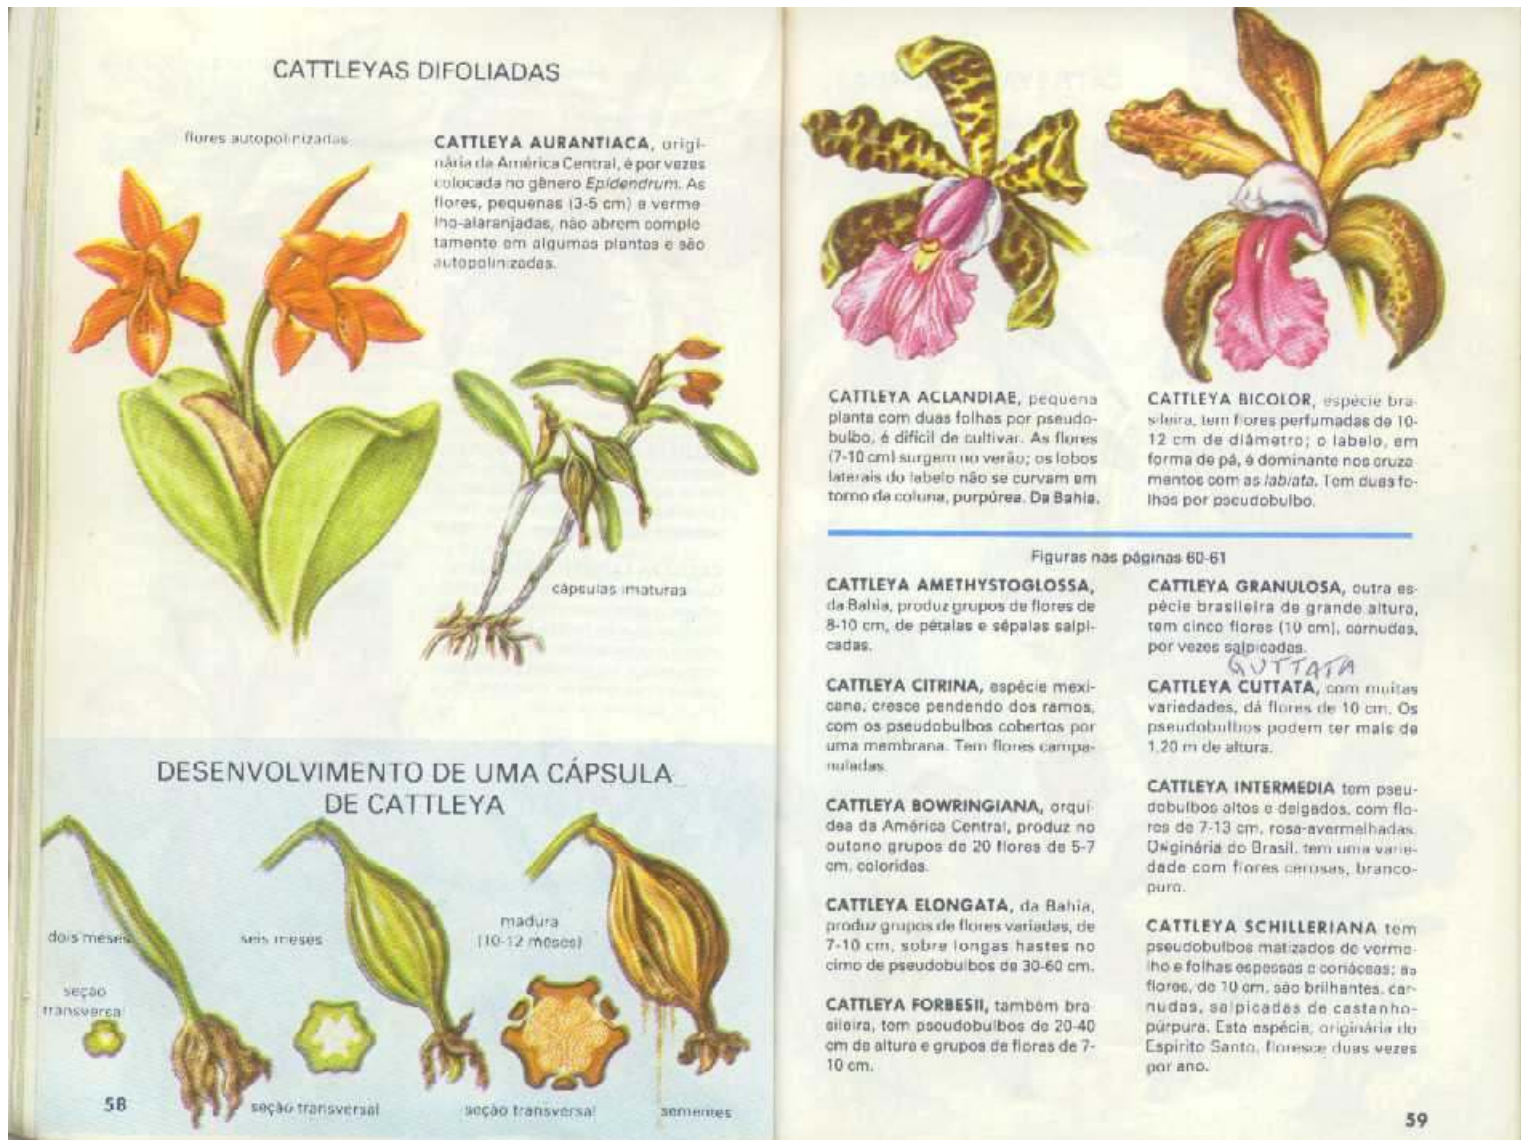 CATTLEYAS DIFOLIADAS
flores autopolinizadas
CATTLEYA AURANTIACA, origi-
nária da América Central, é por vezes
colocada no gênero Epidendrum. As
flores, pequenas (3-5 cm) e verme
lho-alaranjadas, não abrem comple
tamente em algumas plantas e são
autopolinizadas.
cápsulas imaturas
DESENVOLVIMENTO DE UMA CÁPSULA
DE CATTLEYA
dois meses
seção
transversal
seis meses
seção transversal
madura
(10-12 meses)
seção transversal
sementes
58
CATTLEYA ACLANDIAE, pequena
planta com duas folhas por pseudo-
bulbo, é difícil de cultivar. As flores
(7-10 cm) surgem no verão; os lobos
laterais do labelo não se curvam em
torno da coluna, purpúrea. Da Bahia.
CATTLEYA BICOLOR, espécie bra-
sileira, tem flores perfumadas de 10-
12 cm de diâmetro; o labelo, em
forma de pá, é dominante nos cruza
mentos com as labiata. Tem duas fo-
lhas por pseudobulbo.
Figuras nas páginas 60-61
CATTLEYA AMETHYSTOGLOSSA,
da Bahia, produz grupos de flores de
8-10 cm, de pétalas e sépalas salpi-
cadas.
CATTLEYA CITRINA, espécie mexi-
cana, cresce pendendo dos ramos,
com os pseudobulbos cobertos por
uma membrana. Tem flores campa-
nuladas.
CATTLEYA BOWRINGIANA, orquí-
dea da América Central, produz no
outono grupos de 20 flores de 5-7
cm, coloridas.
CATTLEYA ELONGATA, da Bahia,
produz grupos de flores variadas, de
7-10 cm, sobre longas hastes no
cimo de pseudobulbos de 30-60 cm.
CATTLEYA FORBESII, também bra
sileira, tem pseudobulbos de 20-40
cm de altura e grupos de flores de 7-
10 cm.
CATTLEYA GRANULOSA, outra es-
pécie brasileira de grande altura,
tem cinco flores (10 cm), carnudas,
por vezes salpicadas.
GUTTATA
CATTLEYA CUTTATA, com muitas
variedades, dá flores de 10 cm. Os
pseudobulbos podem ter mais de
1,20 m de altura.
CATTLEYA INTERMEDIA tem pseu-
dobulbos altos e delgados, com flo-
res de 7-13 cm, rosa-avermelhadas.
Originária do Brasil, tem uma varie-
dade com flores cerosas, branco-
puro.
CATTLEYA SCHILLERIANA tem
pseudobulbos matizados de verme-
lho e folhas espessas e coriáceas; as
flores, de 10 cm, são brilhantes, car-
nudas, salpicadas de castanho-
púrpura. Esta espécie, originária do
Espírito Santo, floresce duas vezes
por ano.
59